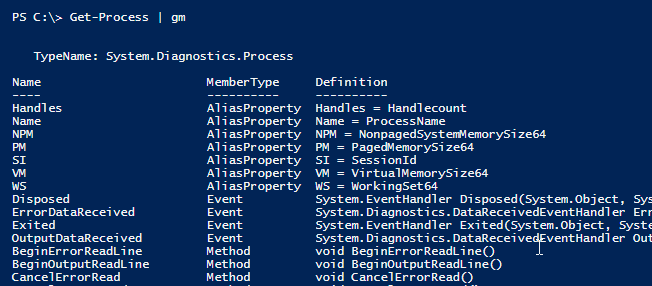 PS C:\> Get-Process | gm
TypeName: System.Diagnostics.Process
Name MemberType Definition
---- ---------- ----------
Handles AliasProperty Handles = Handlecount
Name AliasProperty Name = ProcessName
NPM AliasProperty NPM = NonpagedSystemMemorySize64
PM AliasProperty PM = PagedMemorySize64
SI AliasProperty SI = SessionId
VM AliasProperty VM = VirtualMemorySize64
WS AliasProperty WS = WorkingSet64
Disposed Event System.EventHandler Disposed(System.Object, Sys
ErrorDataReceived Event System.Diagnostics.DataReceivedEventHandler Err
Exited Event System.EventHandler Exited(System.Object, Syste
OutputDataReceived Event System.Diagnostics.DataReceivedEventHandler Out
BeginErrorReadLine Method void BeginErrorReadLine()
BeginOutputReadLine Method void BeginOutputReadLine()
CancelErrorRead Method void CancelErrorRead()